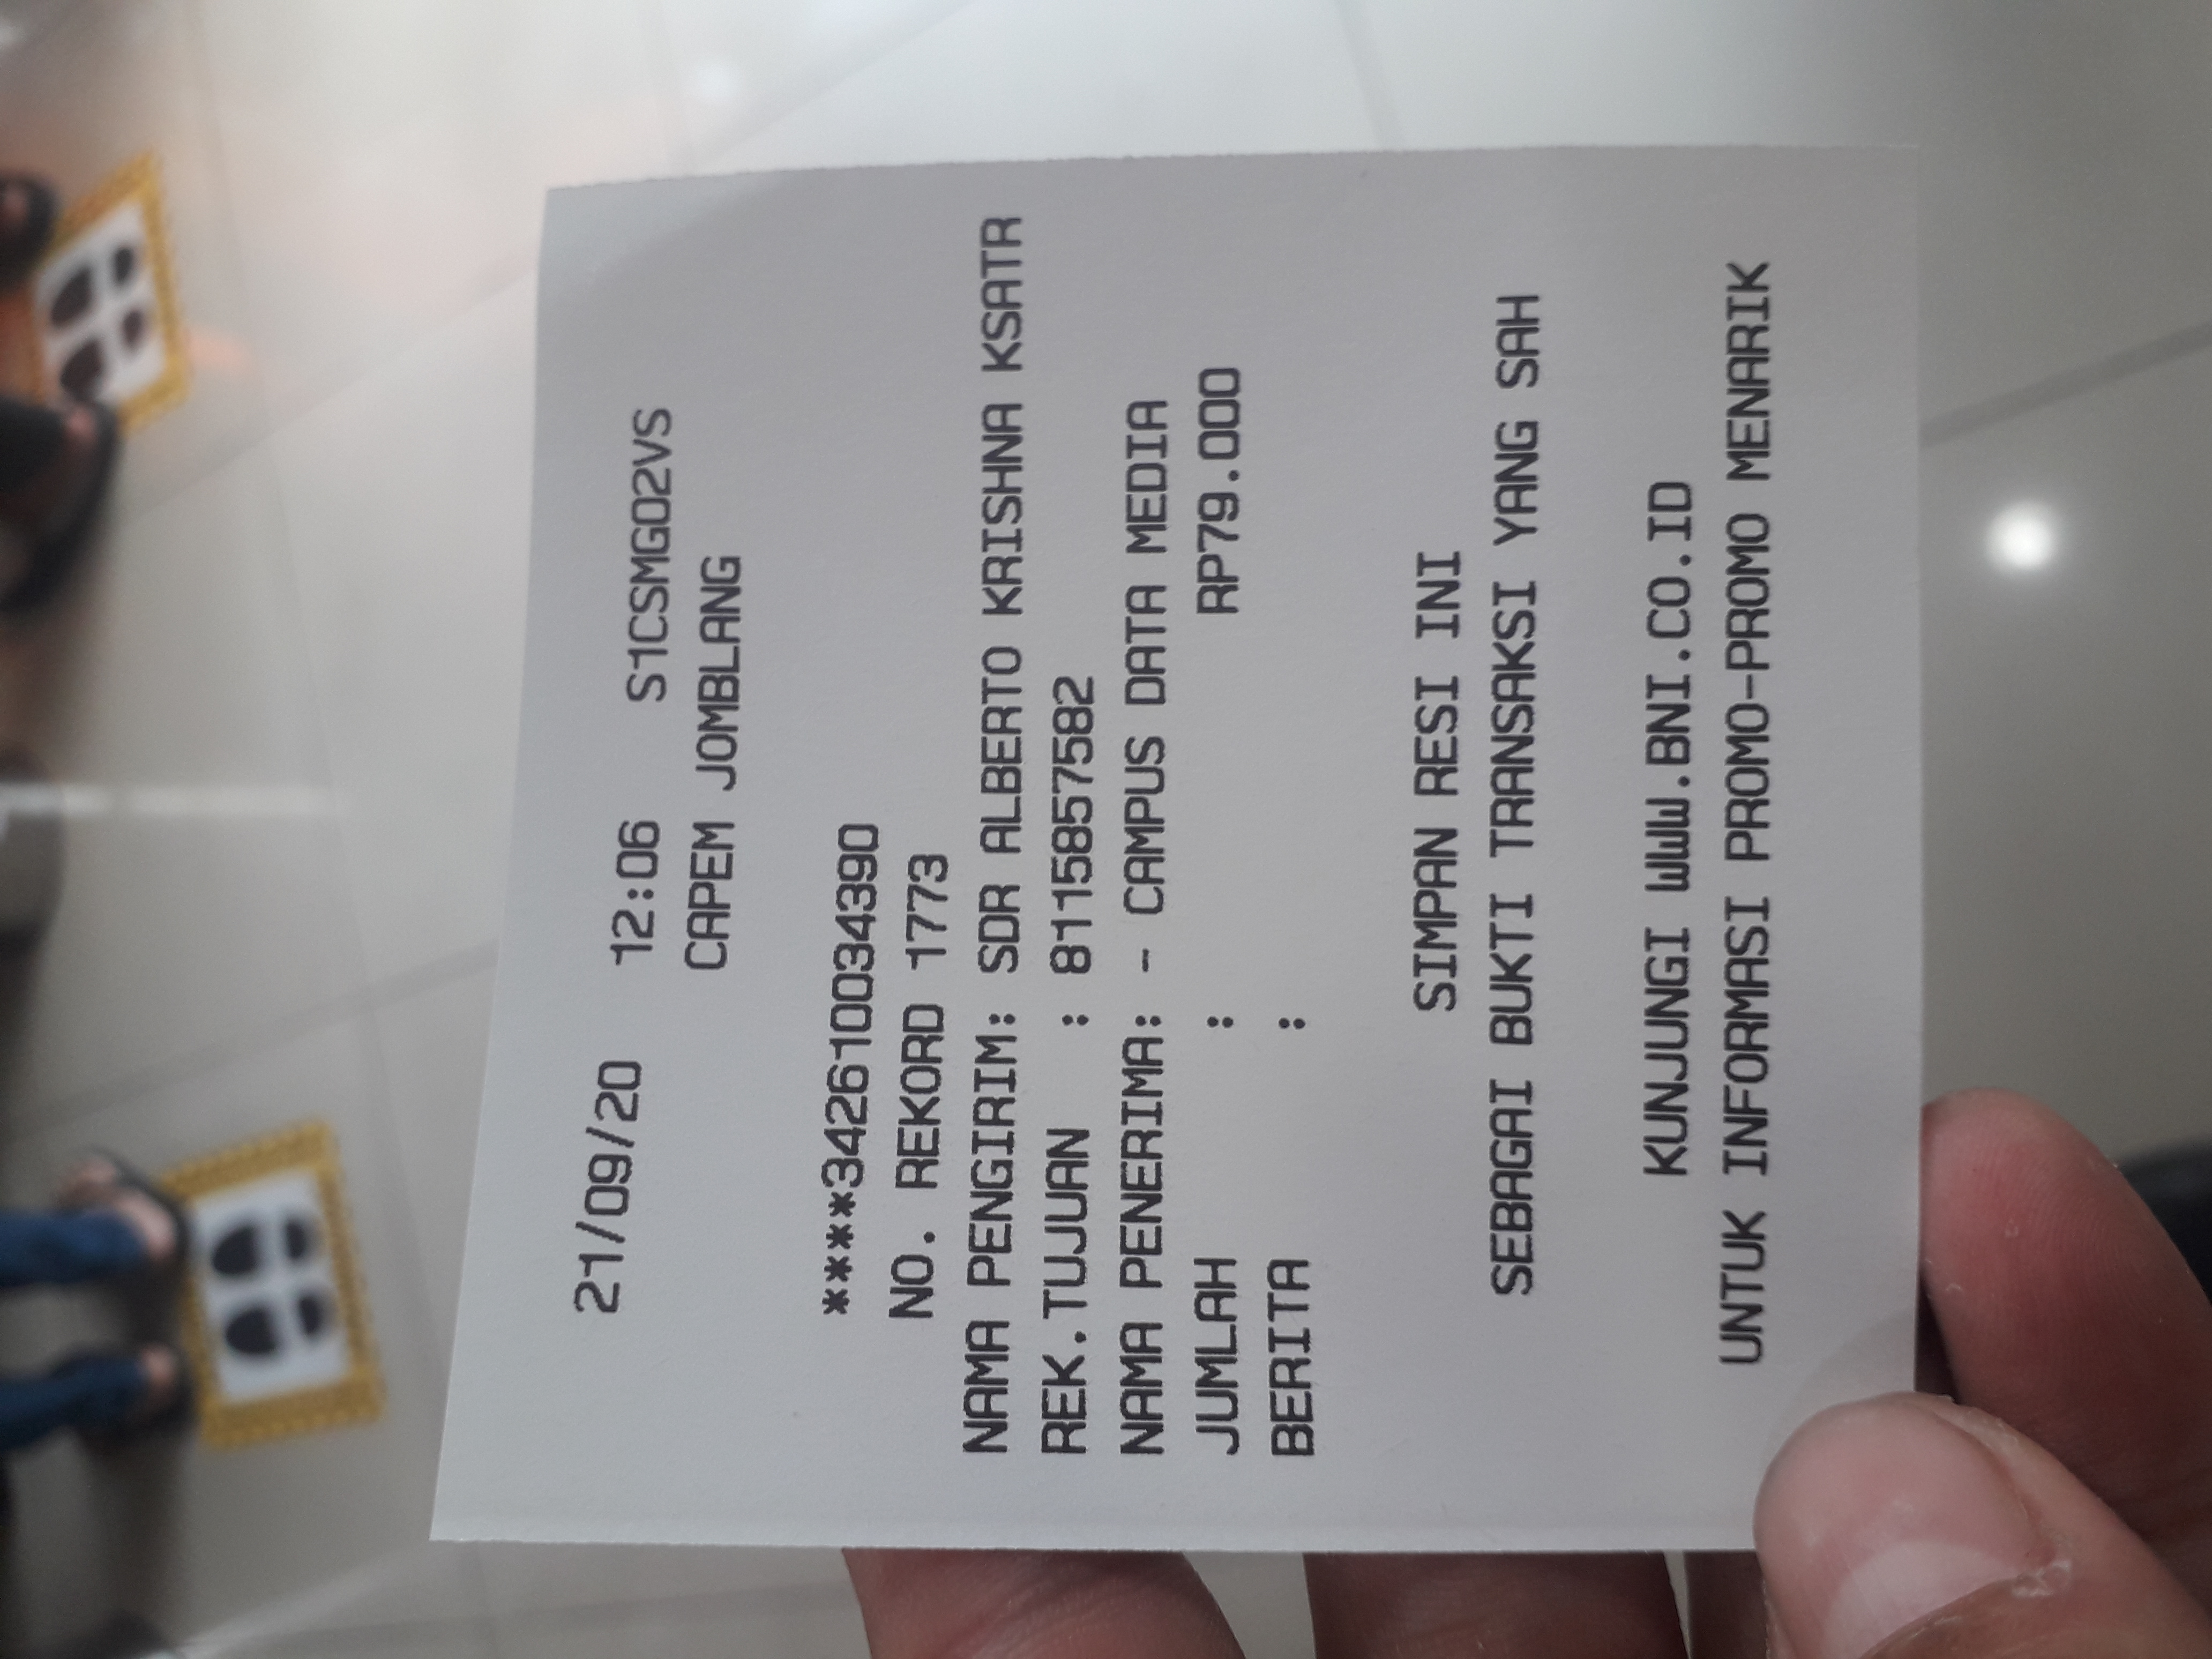 21/09/20 12:06 S1CSMG02VS
CAPEM JOMBLANG
****342610034390
NO. REKORD 1773
NAMA PENGIRIM: SDR ALBERTO KRISHNA KSATR
REK.TUJUAN : 8115857582
NAMA PENERIMA: - CAMPUS DATA MEDIA
JUMLAH : RP79.000
BERITA :
SIMPAN RESI INI
SEBAGAI BUKTI TRANSAKSI YANG SAH
KUNJUNGI WWW.BNI.CO.ID
UNTUK INFORMASI PROMO-PROMO MENARIK